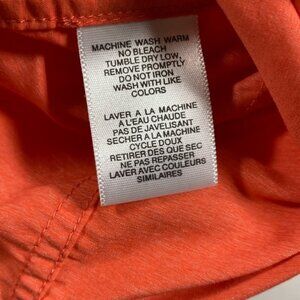 MACHINE WASH WARM
NO BLEACH
TUMBLE DRY LOW,
REMOVE PROMPTLY
DO NOT IRON
WASH WITH LIKE
COLORS
LAVER A LA MACHINE
A L'EAU CHAUDE
PAS DE JAVELISANT
SECHER A LA MACHINE
CYCLE DOUX
RETIRER DES QUE SEC
NE PAS REPASSER
LAVER AVEC COULEURS
SIMILAIRES